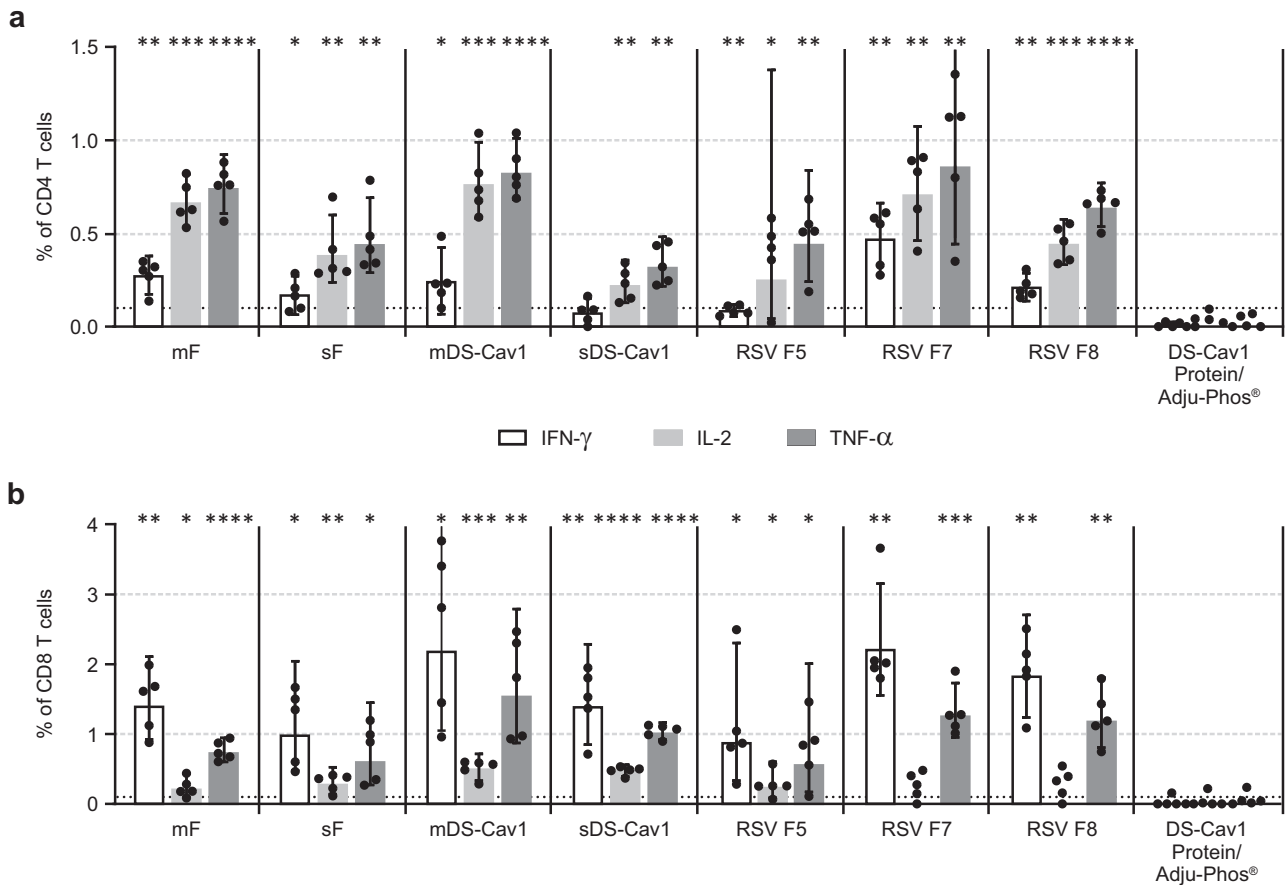 a
** *** **** * ** ** * *** **** ** ** ** * ** ** ** ** ** *** ****
1.5
1.0
0.5
0.0
% of CD4 T cells
mF sF mDS-Cav1 sDS-Cav1 RSV F5 RSV F7 RSV F8 DS-Cav1
Protein/
Adju-Phos®
IFN-γ IL-2 TNF-α
b
** * **** * ** * * *** ** ** **** **** * * * ** *** ** **
4
3
2
1
0
% of CD8 T cells
mF sF mDS-Cav1 sDS-Cav1 RSV F5 RSV F7 RSV F8 DS-Cav1
Protein/
Adju-Phos®